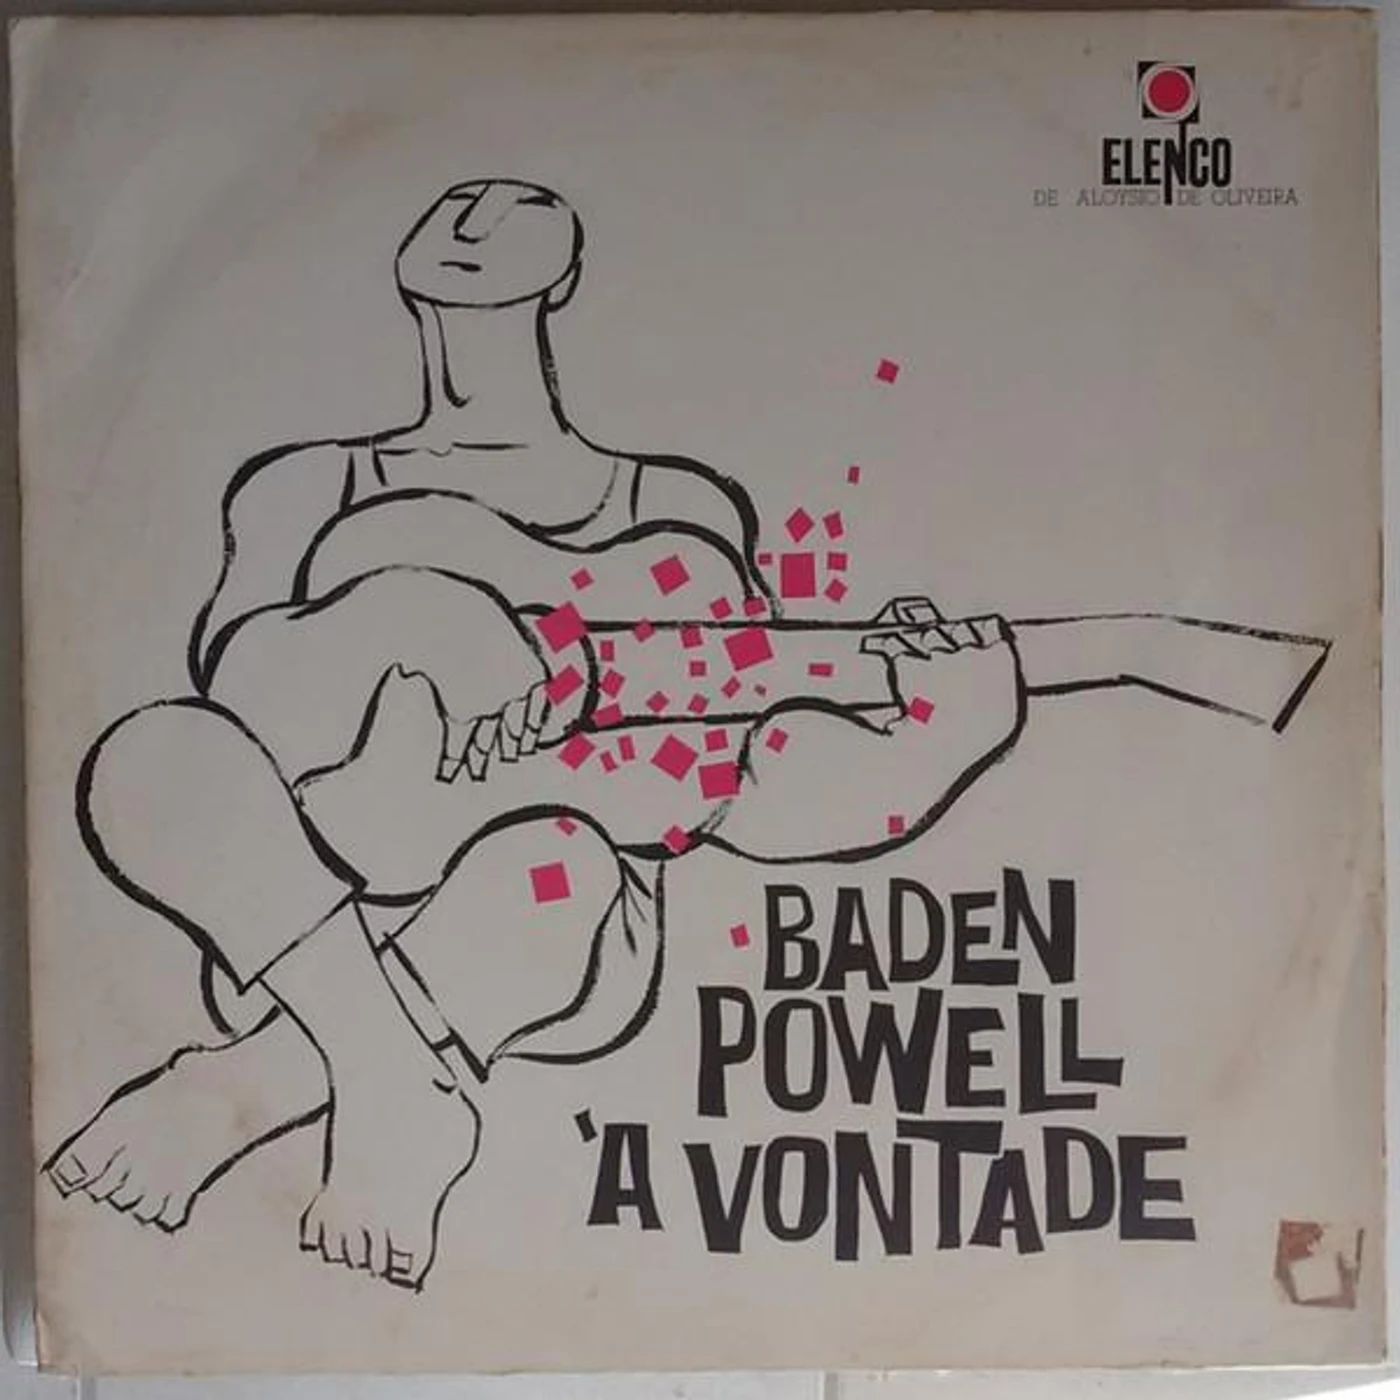 ELENCO
DE ALOYSIO DE OLIVEIRA
BADEN
POWELL
'A VONTADE